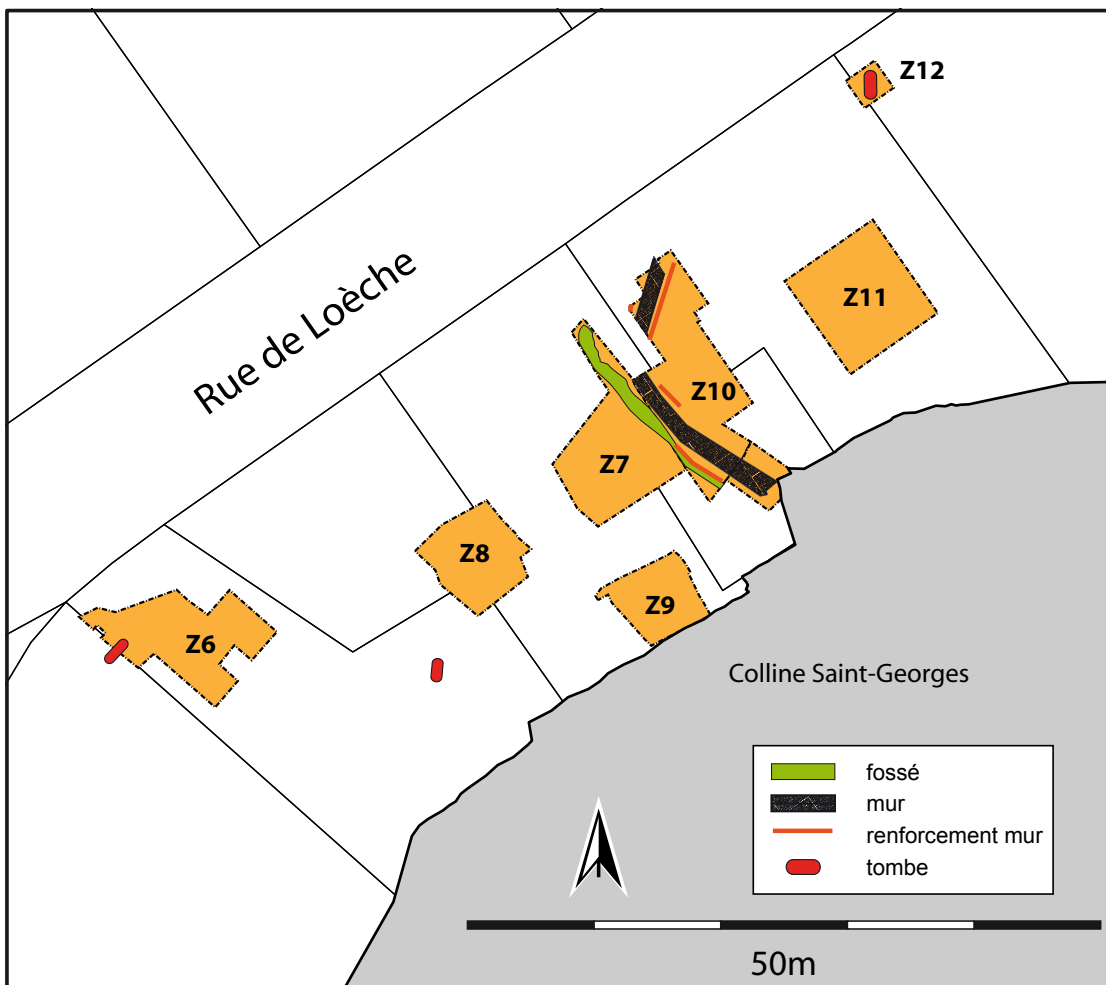 Z12
Rue de Loèche
Z11
Z10
Z7
Z8
Z9
Z6
Colline Saint-Georges
fossé
mur
renforcement mur
tombe
50m